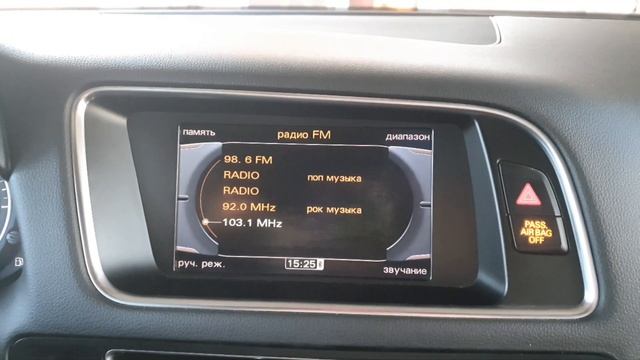 память радио FM диапазон
98.6 FM
RADIO поп музыка
RADIO
92.0 MHz рок музыка
103.1 MHz
руч. реж. 15:25 звучание
PASS.
AIR BAG
OFF